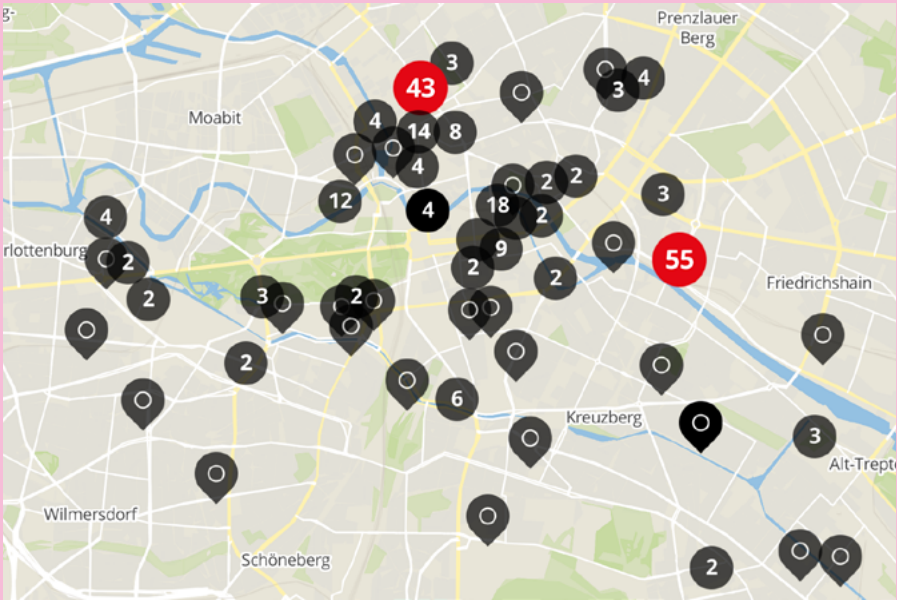 g-
Prenzlauer
Berg
3
43
3
4
Moabit
4
14
8
4
2
2
3
12
4
18
2
4
rlottenburg
2
9
55
2
2
2
3
2
Friedrichshain
2
6
Kreuzberg
3
Alt-Trepto
Wilmersdorf
Schöneberg
2